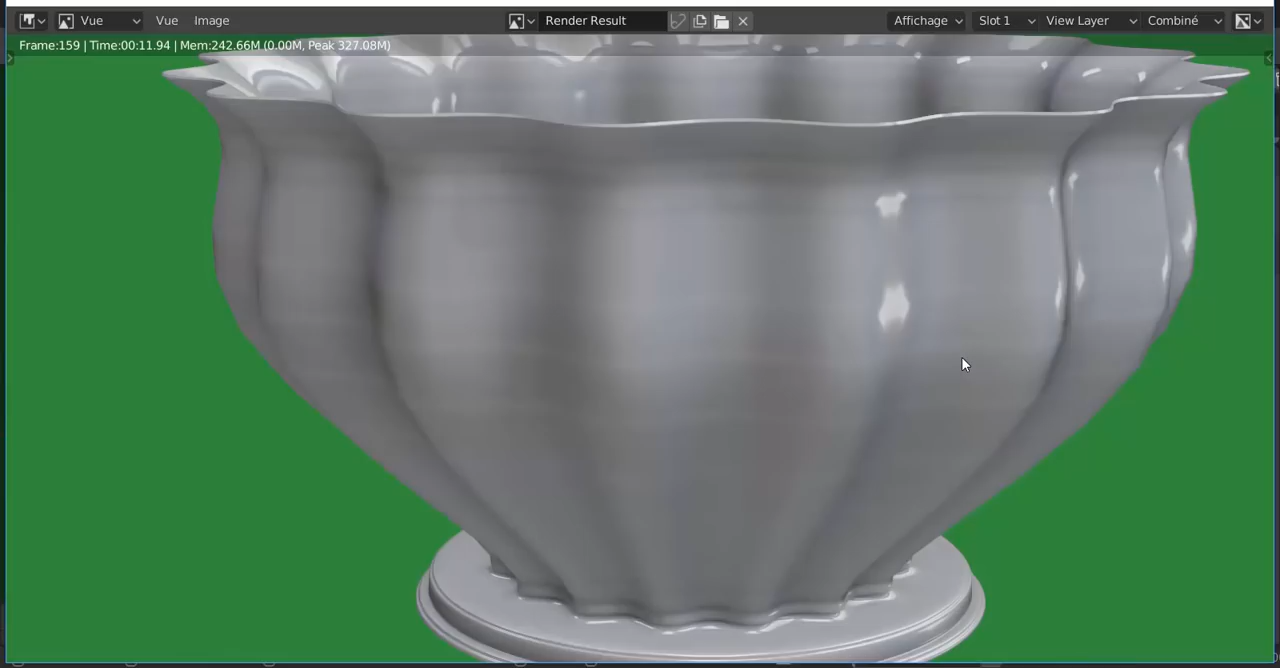 Vue Vue Image Render Result Affichage Slot 1 View Layer Combiné
Frame:159 | Time:00:11.94 | Mem:242.66M (0.00M, Peak 327.08M)